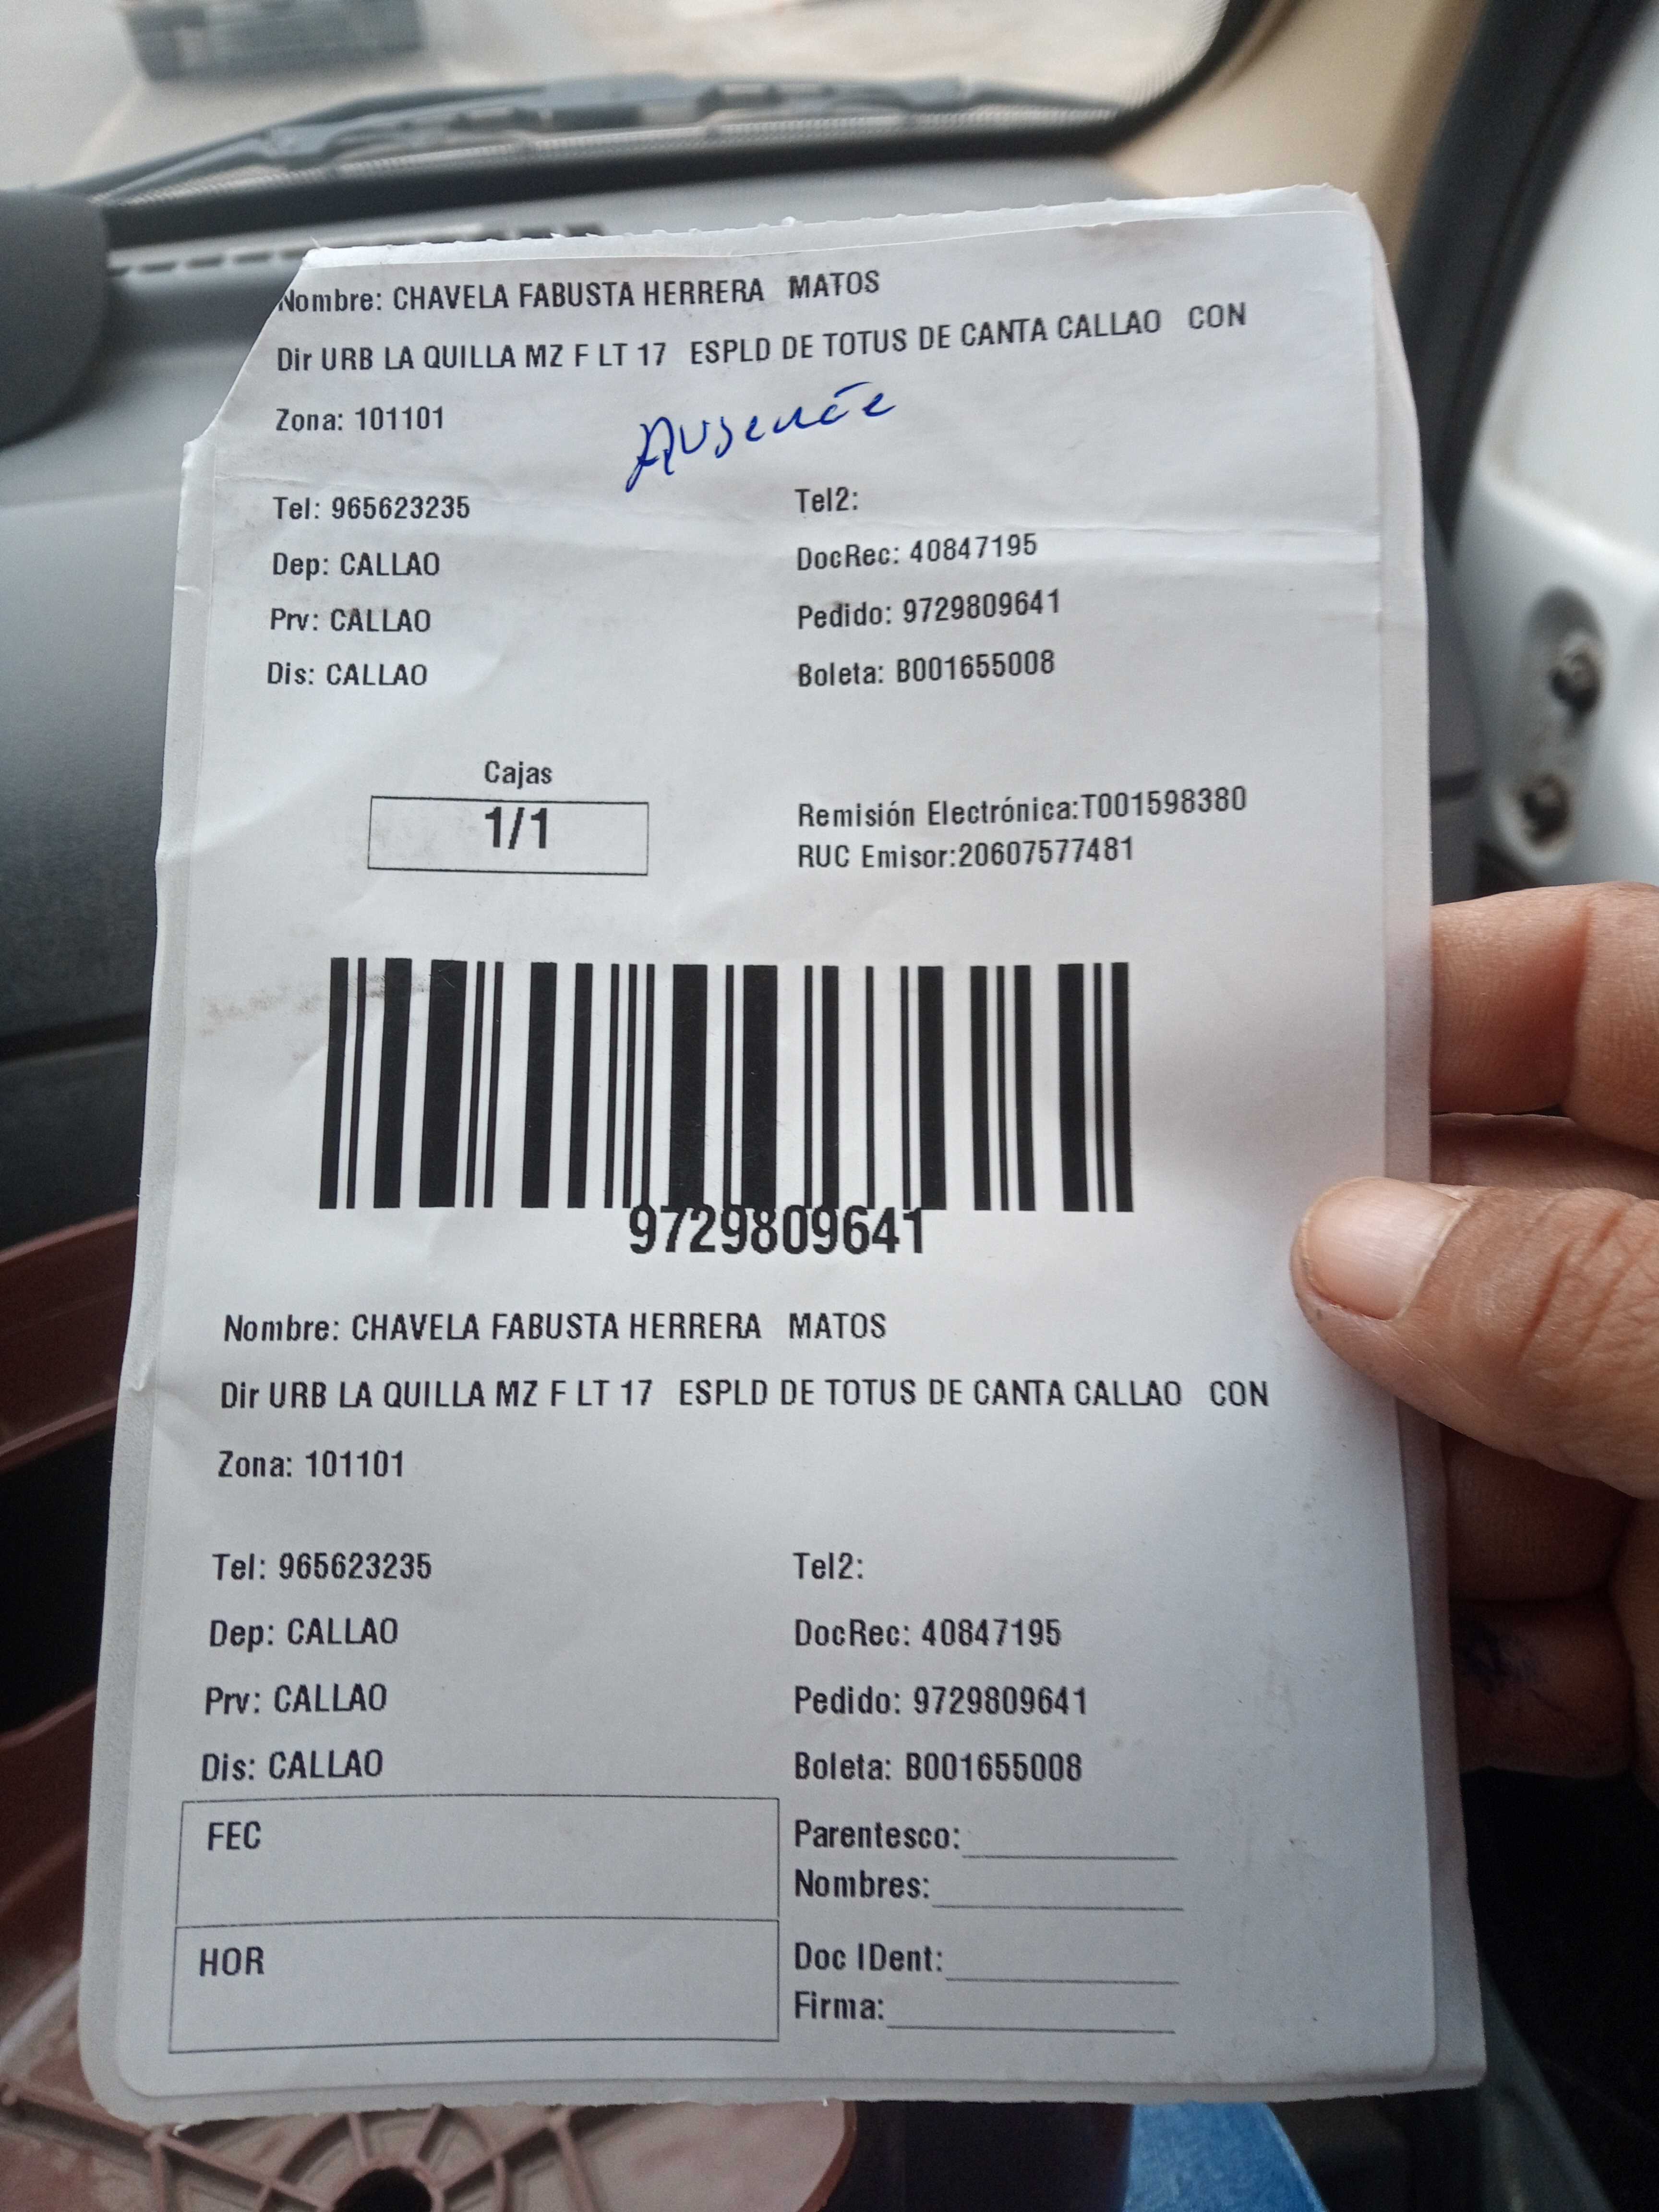 Nombre: CHAVELA FABUSTA HERRERA MATOS
Dir URB LA QUILLA MZ F LT 17 ESPLD DE TOTUS DE CANTA CALLAO CON
Zona: 101101
Ausente
Tel: 965623235 Tel2:
Dep: CALLAO DocRec: 40847195
Prv: CALLAO Pedido: 9729809641
Dis: CALLAO Boleta: B001655008
Cajas
1/1
Remisión Electrónica:T001598380
RUC Emisor:20607577481
9729809641
Nombre: CHAVELA FABUSTA HERRERA MATOS
Dir URB LA QUILLA MZ F LT 17 ESPLD DE TOTUS DE CANTA CALLAO CON
Zona: 101101
Tel: 965623235 Tel2:
Dep: CALLAO DocRec: 40847195
Prv: CALLAO Pedido: 9729809641
Dis: CALLAO Boleta: B001655008
FEC Parentesco:
Nombres:
HOR Doc IDent:
Firma: